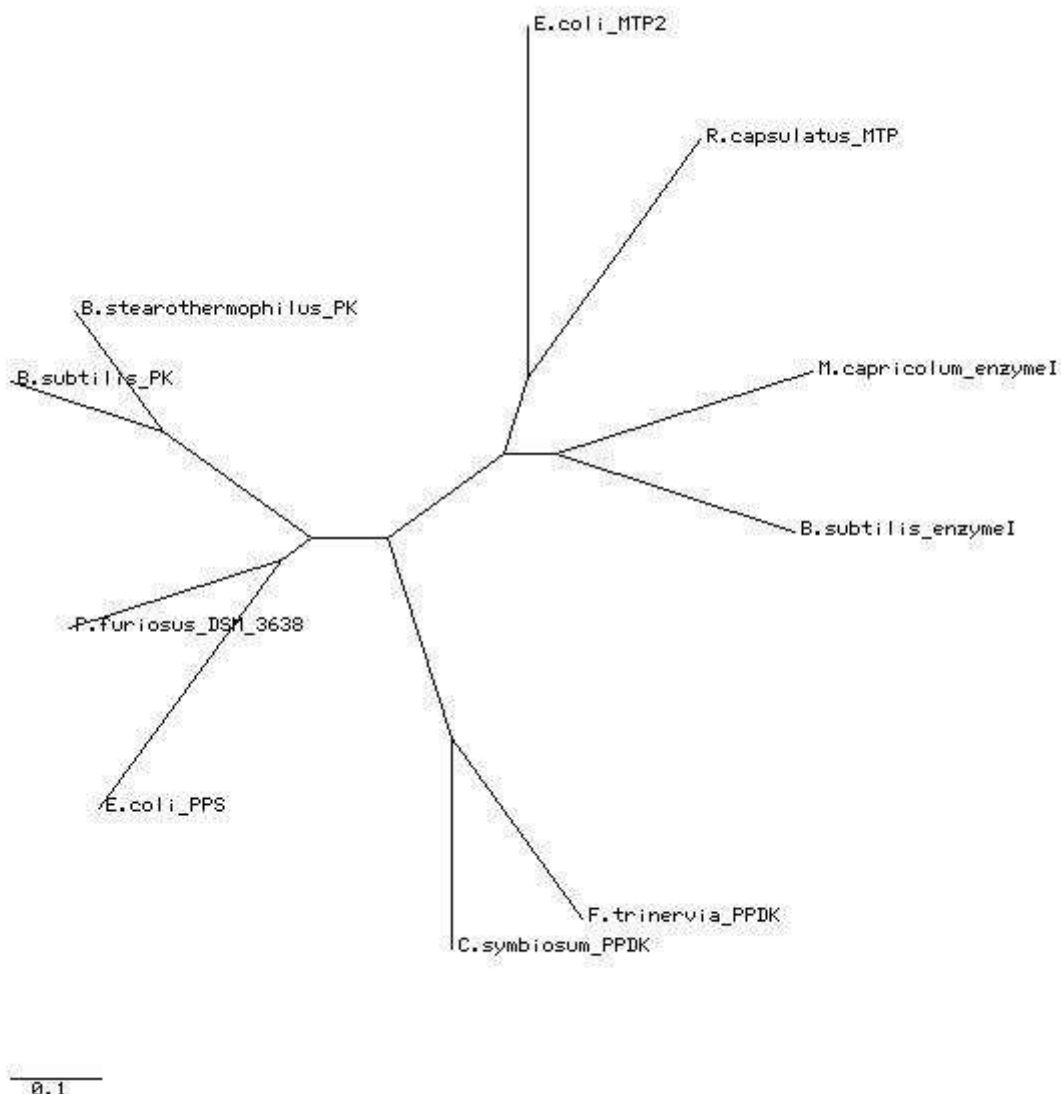 E.coli_MTP2
R.capsulatus_MTP
B.stearothermophilus_PK
M.capricolum_enzymeI
B.subtilis_PK
B.subtilis_enzymeI
P.furiosus_DSM_3638
E.coli_PPS
F.trinervia_PPDK
C.symbiosum_PPDK
0.1